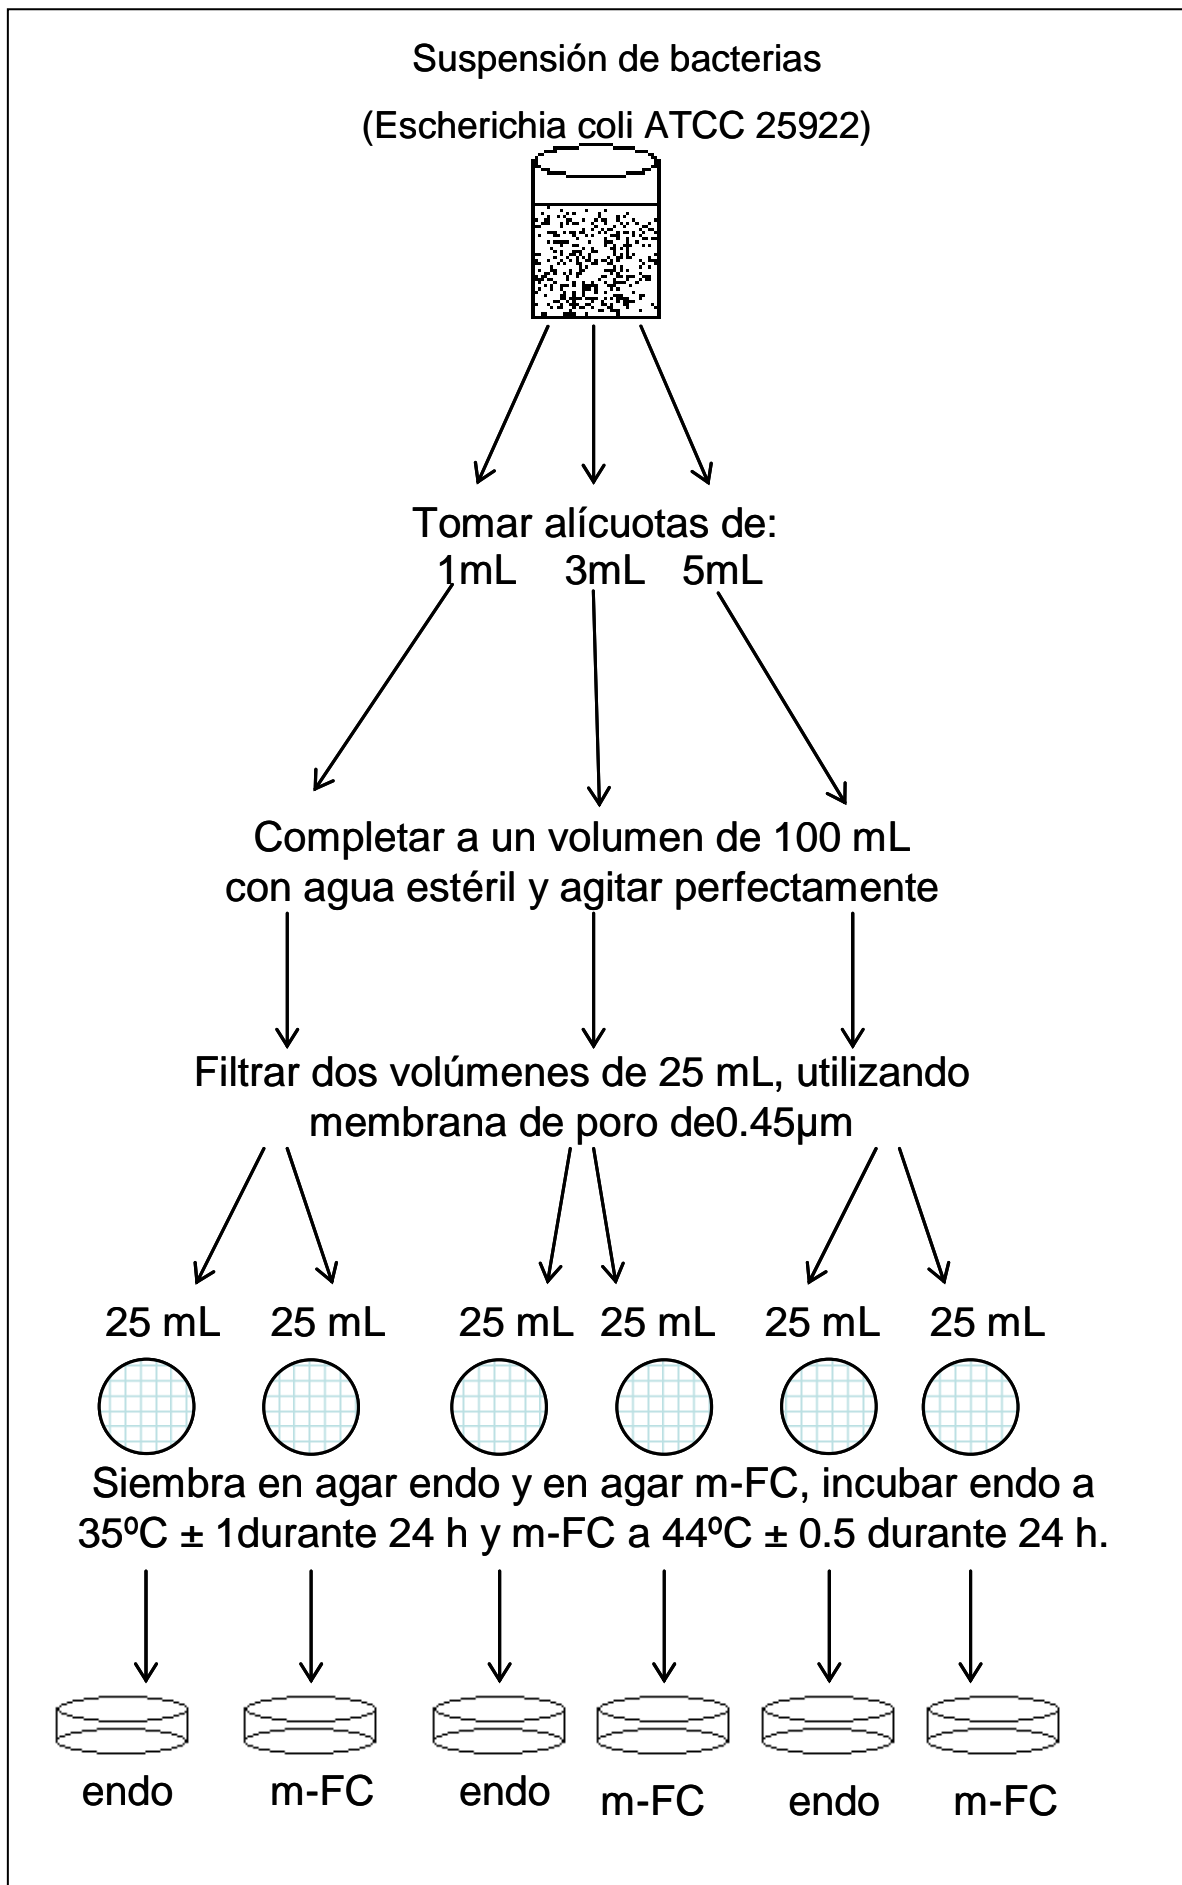 Suspensión de bacterias
(Escherichia coli ATCC 25922)
Tomar alícuotas de:
1mL 3mL 5mL
Completar a un volumen de 100 mL
con agua estéril y agitar perfectamente
Filtrar dos volúmenes de 25 mL, utilizando
membrana de poro de0.45µm
25 mL 25 mL 25 mL 25 mL 25 mL 25 mL
Siembra en agar endo y en agar m-FC, incubar endo a
35ºC ± 1durante 24 h y m-FC a 44ºC ± 0.5 durante 24 h.
endo m-FC endo m-FC endo m-FC